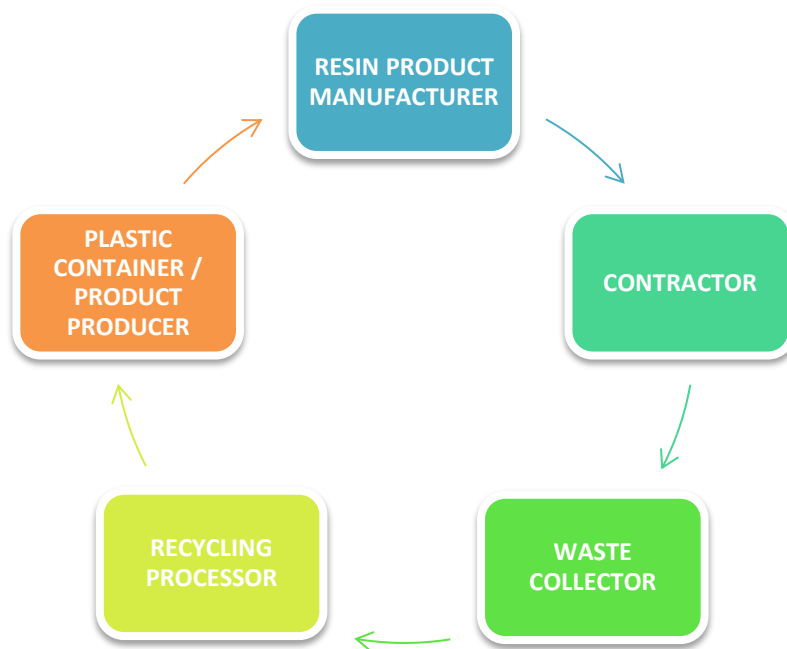 RESIN PRODUCT
MANUFACTURER
CONTRACTOR
WASTE
COLLECTOR
RECYCLING
PROCESSOR
PLASTIC
CONTAINER /
PRODUCT
PRODUCER